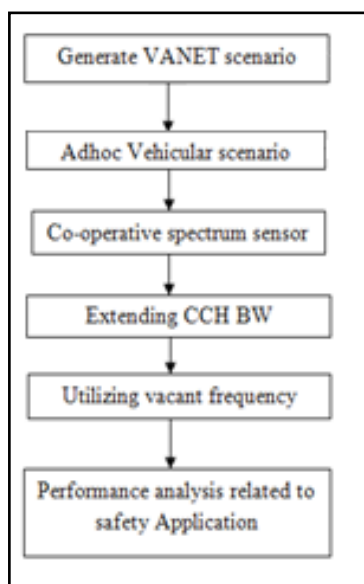 Generate VANET scenario
Adhoc Vehicular scenario
Co-operative spectrum sensor
Extending CCH BW
Utilizing vacant frequency
Performance analysis related to
safety Application